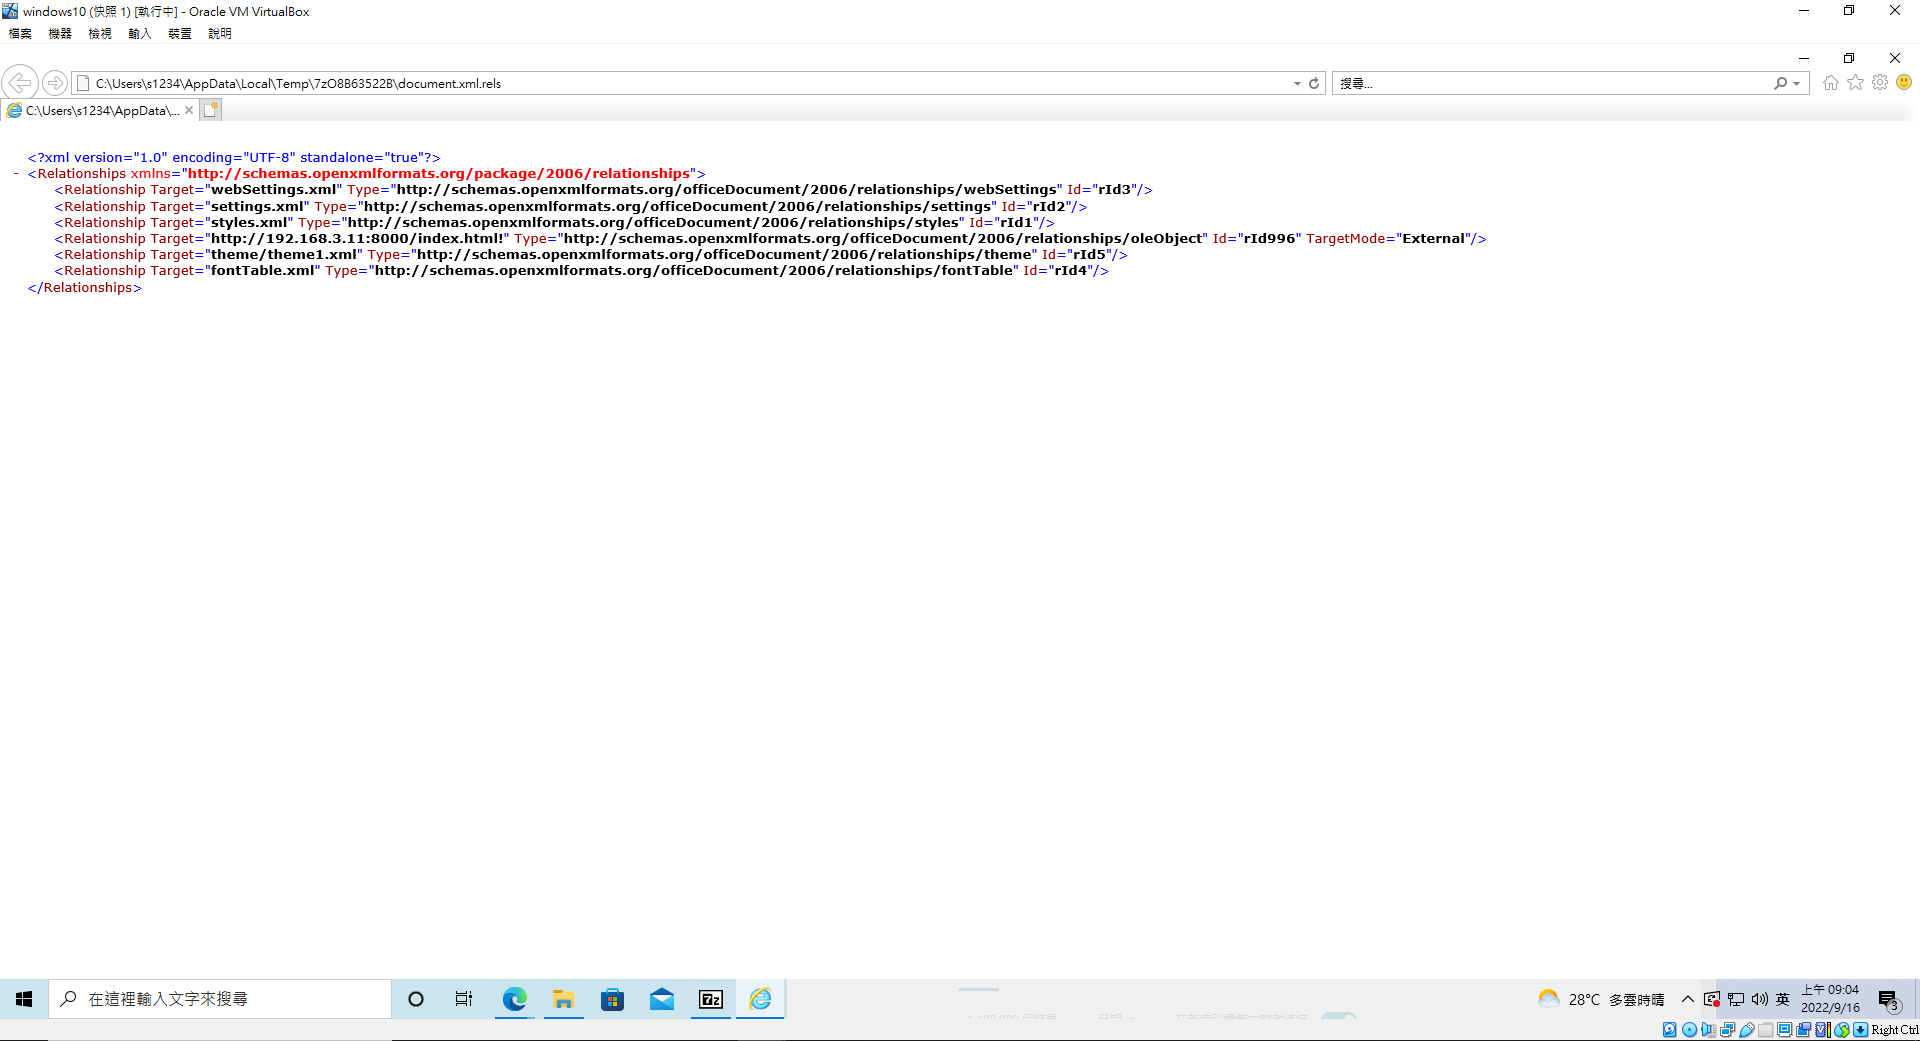 windows10 (快照 1) [執行中] - Oracle VM VirtualBox
檔案 機器 檢視 輸入 裝置 說明
C:\Users\s1234\AppData\Local\Temp\7zO8B63522B\document.xml.rels
搜尋...
C:\Users\s1234\AppData\...
<?xml version="1.0" encoding="UTF-8" standalone="true"?>
- <Relationships xmlns="http://schemas.openxmlformats.org/package/2006/relationships">
<Relationship Target="webSettings.xml" Type="http://schemas.openxmlformats.org/officeDocument/2006/relationships/webSettings" Id="rId3"/>
<Relationship Target="settings.xml" Type="http://schemas.openxmlformats.org/officeDocument/2006/relationships/settings" Id="rId2"/>
<Relationship Target="styles.xml" Type="http://schemas.openxmlformats.org/officeDocument/2006/relationships/styles" Id="rId1"/>
<Relationship Target="http://192.168.3.11:8000/index.html!" Type="http://schemas.openxmlformats.org/officeDocument/2006/relationships/oleObject" Id="rId996" TargetMode="External"/>
<Relationship Target="theme/theme1.xml" Type="http://schemas.openxmlformats.org/officeDocument/2006/relationships/theme" Id="rId5"/>
<Relationship Target="fontTable.xml" Type="http://schemas.openxmlformats.org/officeDocument/2006/relationships/fontTable" Id="rId4"/>
</Relationships>
在這裡輸入文字來搜尋
7z
28°C 多雲時晴
英
上午 09:04
2022/9/16
3
Right Ctrl